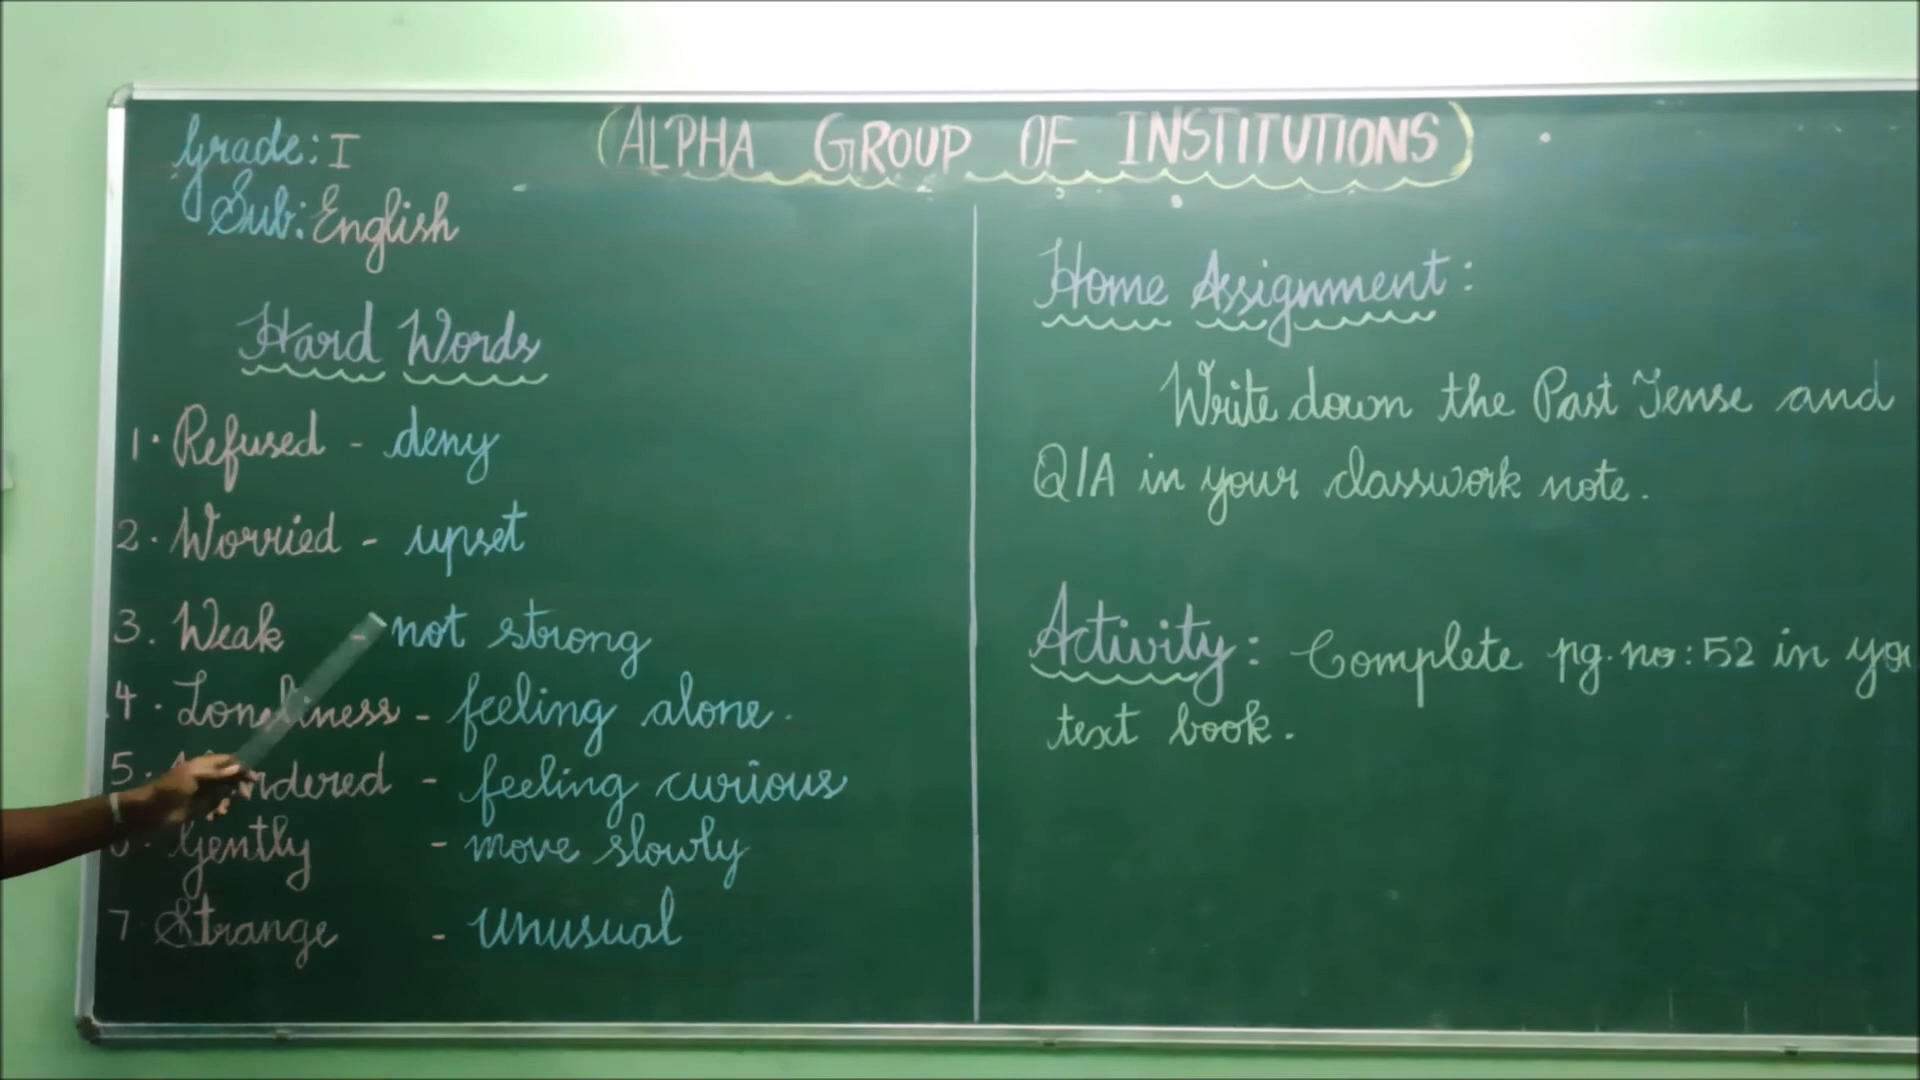 (ALPHA GROUP OF INSTITUTIONS)
Grade: I
Sub: English
Hard Words
1. Refused - deny
2. Worried - upset
3. Weak - not strong
4. Loneliness - feeling alone.
5. - feeling curious
Gently - move slowly
7. Strange - unusual
Home Assignment:
Write down the Past Tense and
Q/A in your classwork note.
Activity: Complete pg.no:52 in
text book.